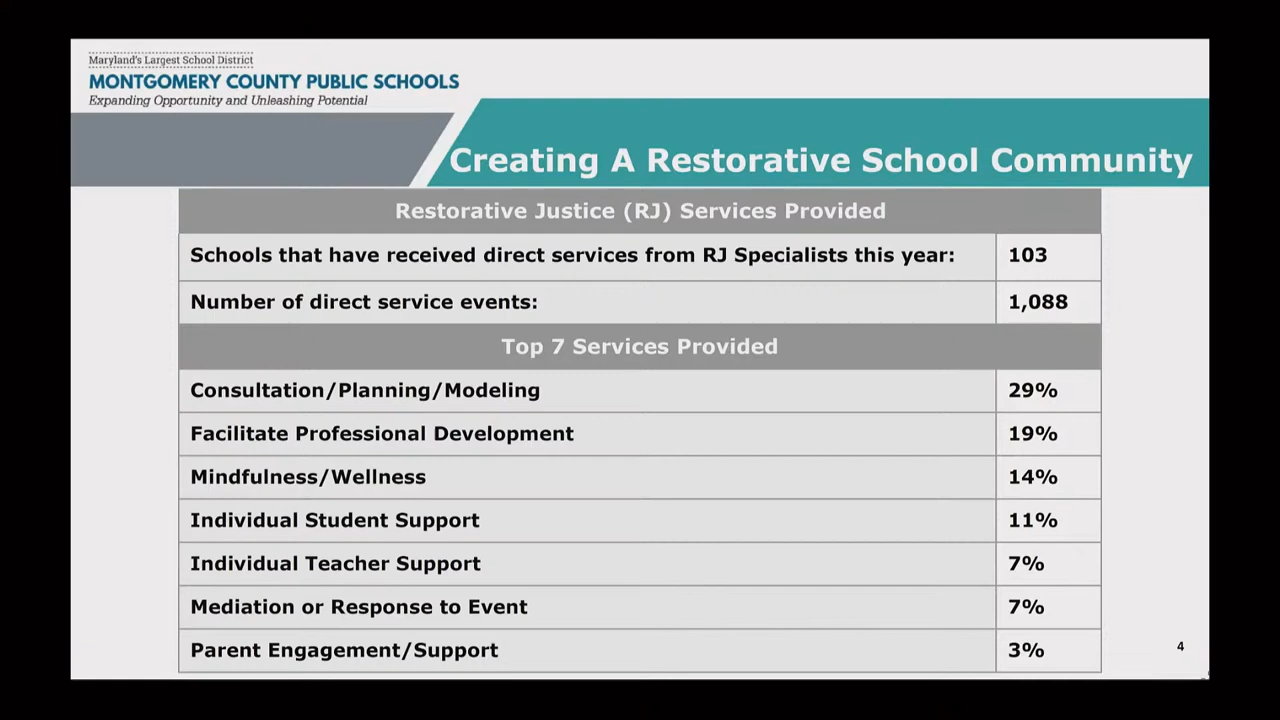 Maryland's Largest School District
MONTGOMERY COUNTY PUBLIC SCHOOLS
Expanding Opportunity and Unleashing Potential
Creating A Restorative School Community
Restorative Justice (RJ) Services Provided
Schools that have received direct services from RJ Specialists this year: 103
Number of direct service events: 1,088
Top 7 Services Provided
Consultation/Planning/Modeling 29%
Facilitate Professional Development 19%
Mindfulness/Wellness 14%
Individual Student Support 11%
Individual Teacher Support 7%
Mediation or Response to Event 7%
Parent Engagement/Support 3%
4